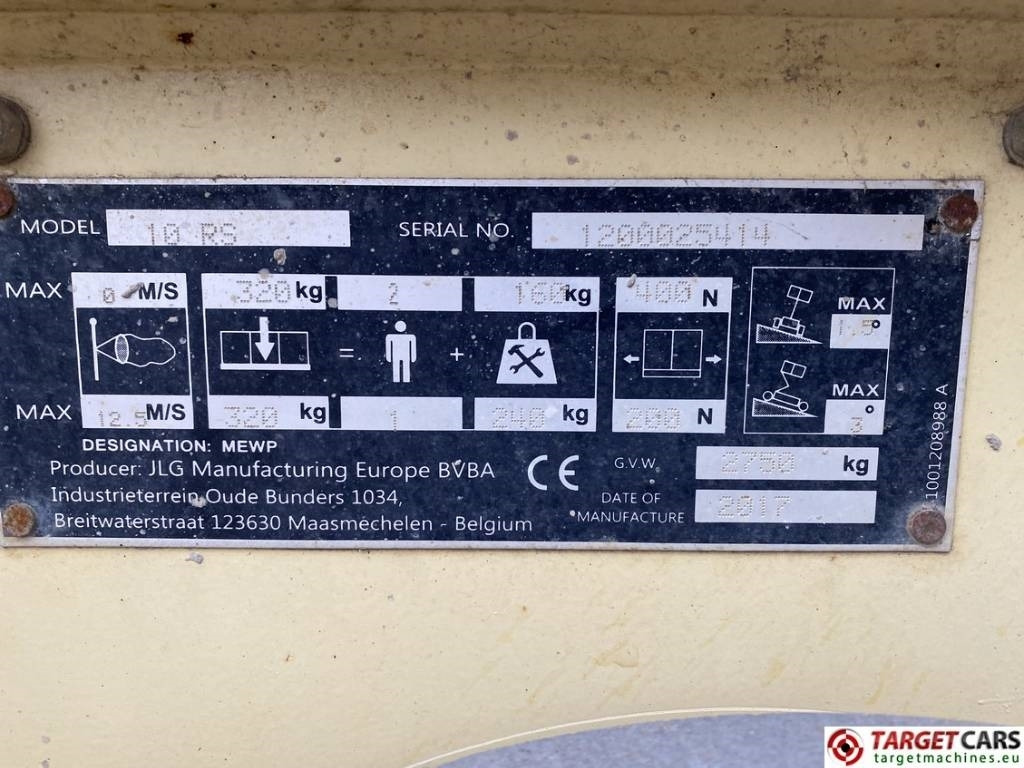 MODEL 10 RS SERIAL NO. 1200025414
MAX 0 M/S 320 kg 2 160 kg 400 N MAX 1.5°
= +
MAX 12.5 M/S 320 kg 1 240 kg 200 N MAX 3°
DESIGNATION: MEWP
Producer: JLG Manufacturing Europe BVBA
Industrieterrein Oude Bunders 1034,
Breitwaterstraat 123630 Maasmechelen - Belgium
CE
G.V.W. 2750 kg
DATE OF
MANUFACTURE 2017
1001208988 A
TARGETCARS
targetmachines.eu